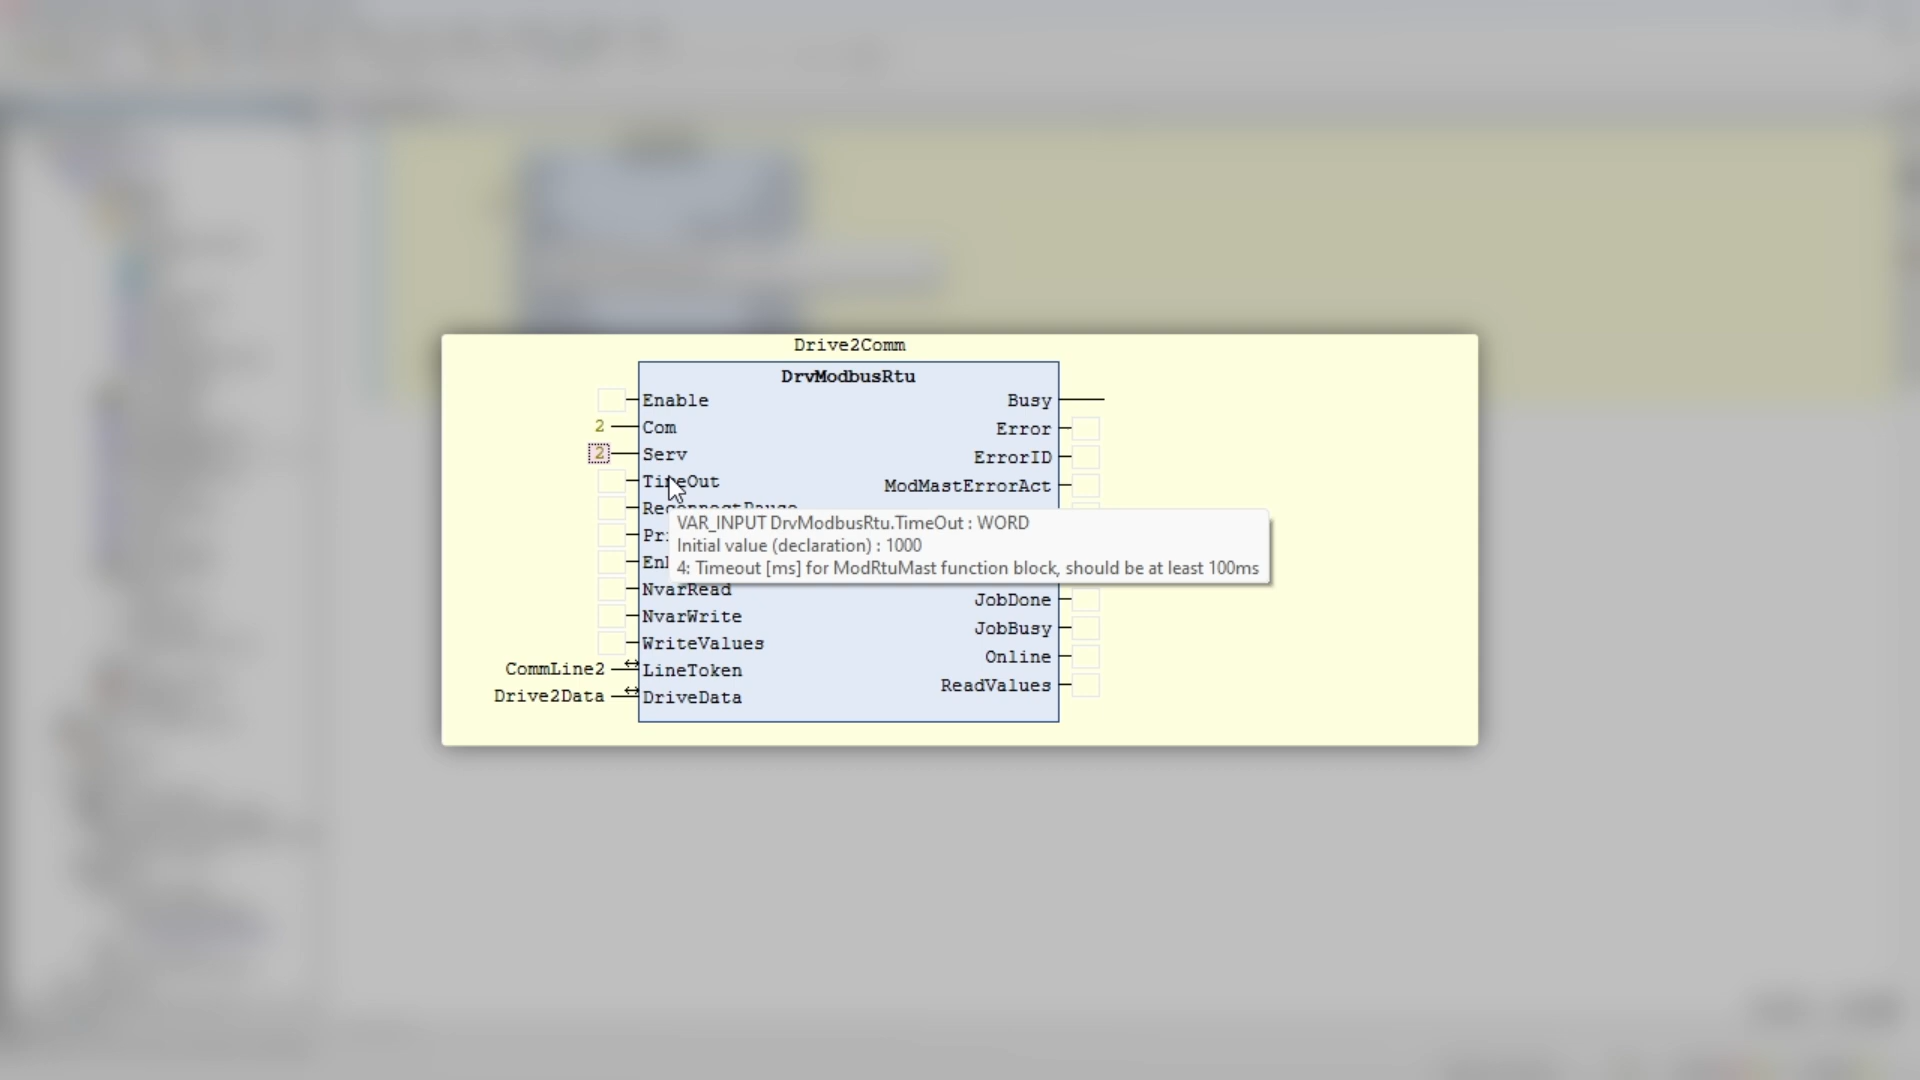 Drive2Comm
DrvModbusRtu
Enable
Busy
2
Com
Error
2
Serv
ErrorID
TimeOut
ModMastErrorAct
VAR_INPUT DrvModbusRtu.TimeOut : WORD
Initial value (declaration) : 1000
4: Timeout [ms] for ModRtuMast function block, should be at least 100ms
NvarRead
JobDone
NvarWrite
JobBusy
WriteValues
Online
CommLine2
LineToken
ReadValues
Drive2Data
DriveData